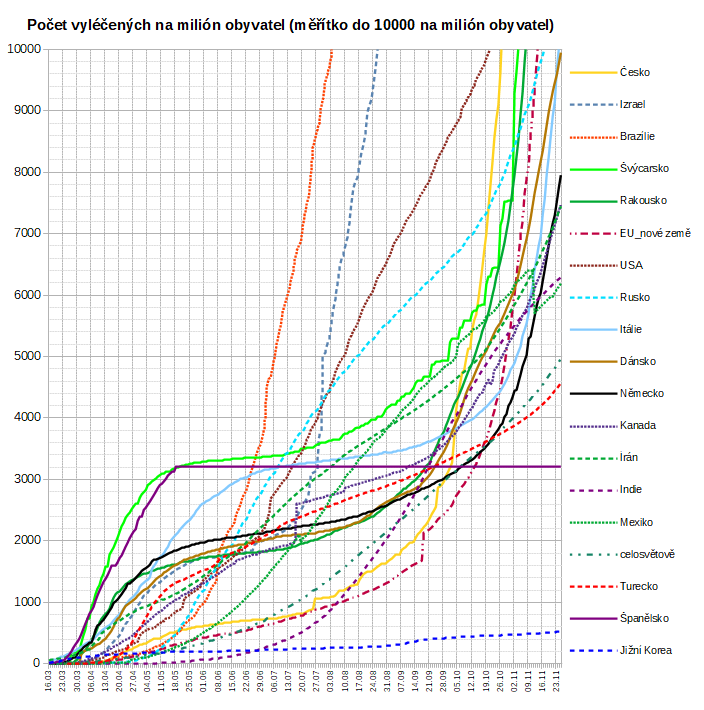 Počet vyléčených na milión obyvatel (měřítko do 10000 na milión obyvatel)
10000
9000
8000
7000
6000
5000
4000
3000
2000
1000
0
16.03
23.03
30.03
06.04
13.04
20.04
27.04
04.05
11.05
18.05
25.05
01.06
08.06
15.06
22.06
29.06
06.07
13.07
20.07
27.07
03.08
10.08
17.08
24.08
31.08
07.09
14.09
21.09
28.09
05.10
12.10
19.10
26.10
02.11
09.11
16.11
23.11
Česko
Izrael
Brazílie
Švýcarsko
Rakousko
EU_nové země
USA
Rusko
Itálie
Dánsko
Německo
Kanada
Írán
Indie
Mexiko
celosvětově
Turecko
Španělsko
Jižní Korea